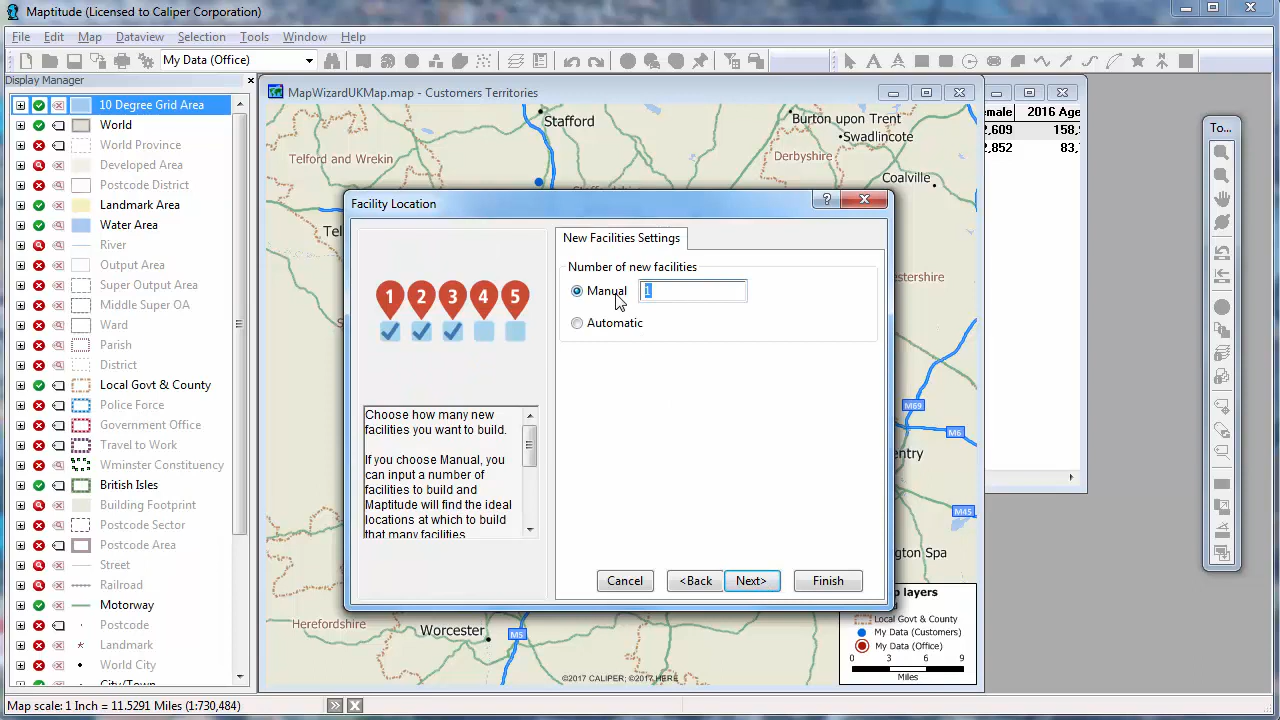 Maptitude (Licensed to Caliper Corporation)
File Edit Map Dataview Selection Tools Window Help
My Data (Office)
Display Manager
10 Degree Grid Area
World
World Province
Developed Area
Postcode District
Landmark Area
Water Area
River
Output Area
Super Output Area
Middle Super OA
Ward
Parish
District
Local Govt & County
Police Force
Government Office
Travel to Work
Wminster Constituency
British Isles
Building Footprint
Postcode Sector
Postcode Area
Street
Railroad
Motorway
Postcode
Landmark
World City
City/Town
MapWizardUKMap.map - Customers Territories
Stafford
Burton upon Trent
Swadlincote
Telford and Wrekin
Derbyshire
Coalville
M69
M6
M45
Herefordshire
Worcester
M5
Facility Location
1 2 3 4 5
Choose how many new
facilities you want to build.
If you choose Manual, you
can input a number of
facilities to build and
Maptitude will find the ideal
locations at which to build
that many facilities
New Facilities Settings
Number of new facilities
Manual 1
Automatic
Cancel <Back Next> Finish
2016 Age
2,609 158,
2,852 83,
To...
Local Govt & County
My Data (Customers)
My Data (Office)
0 3 6 9
Miles
©2017 CALIPER; ©2017 HERE
Map scale: 1 Inch = 11.5291 Miles (1:730,484)